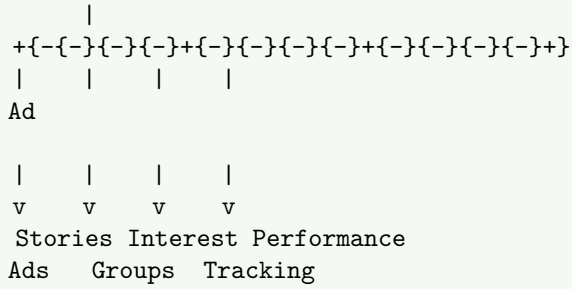 |
+{-{-}{-}{-}+{-}{-}{-}{-}+{-}{-}{-}{-}+}
| | | |
Ad
| | | |
v v v v
Stories Interest Performance
Ads Groups Tracking